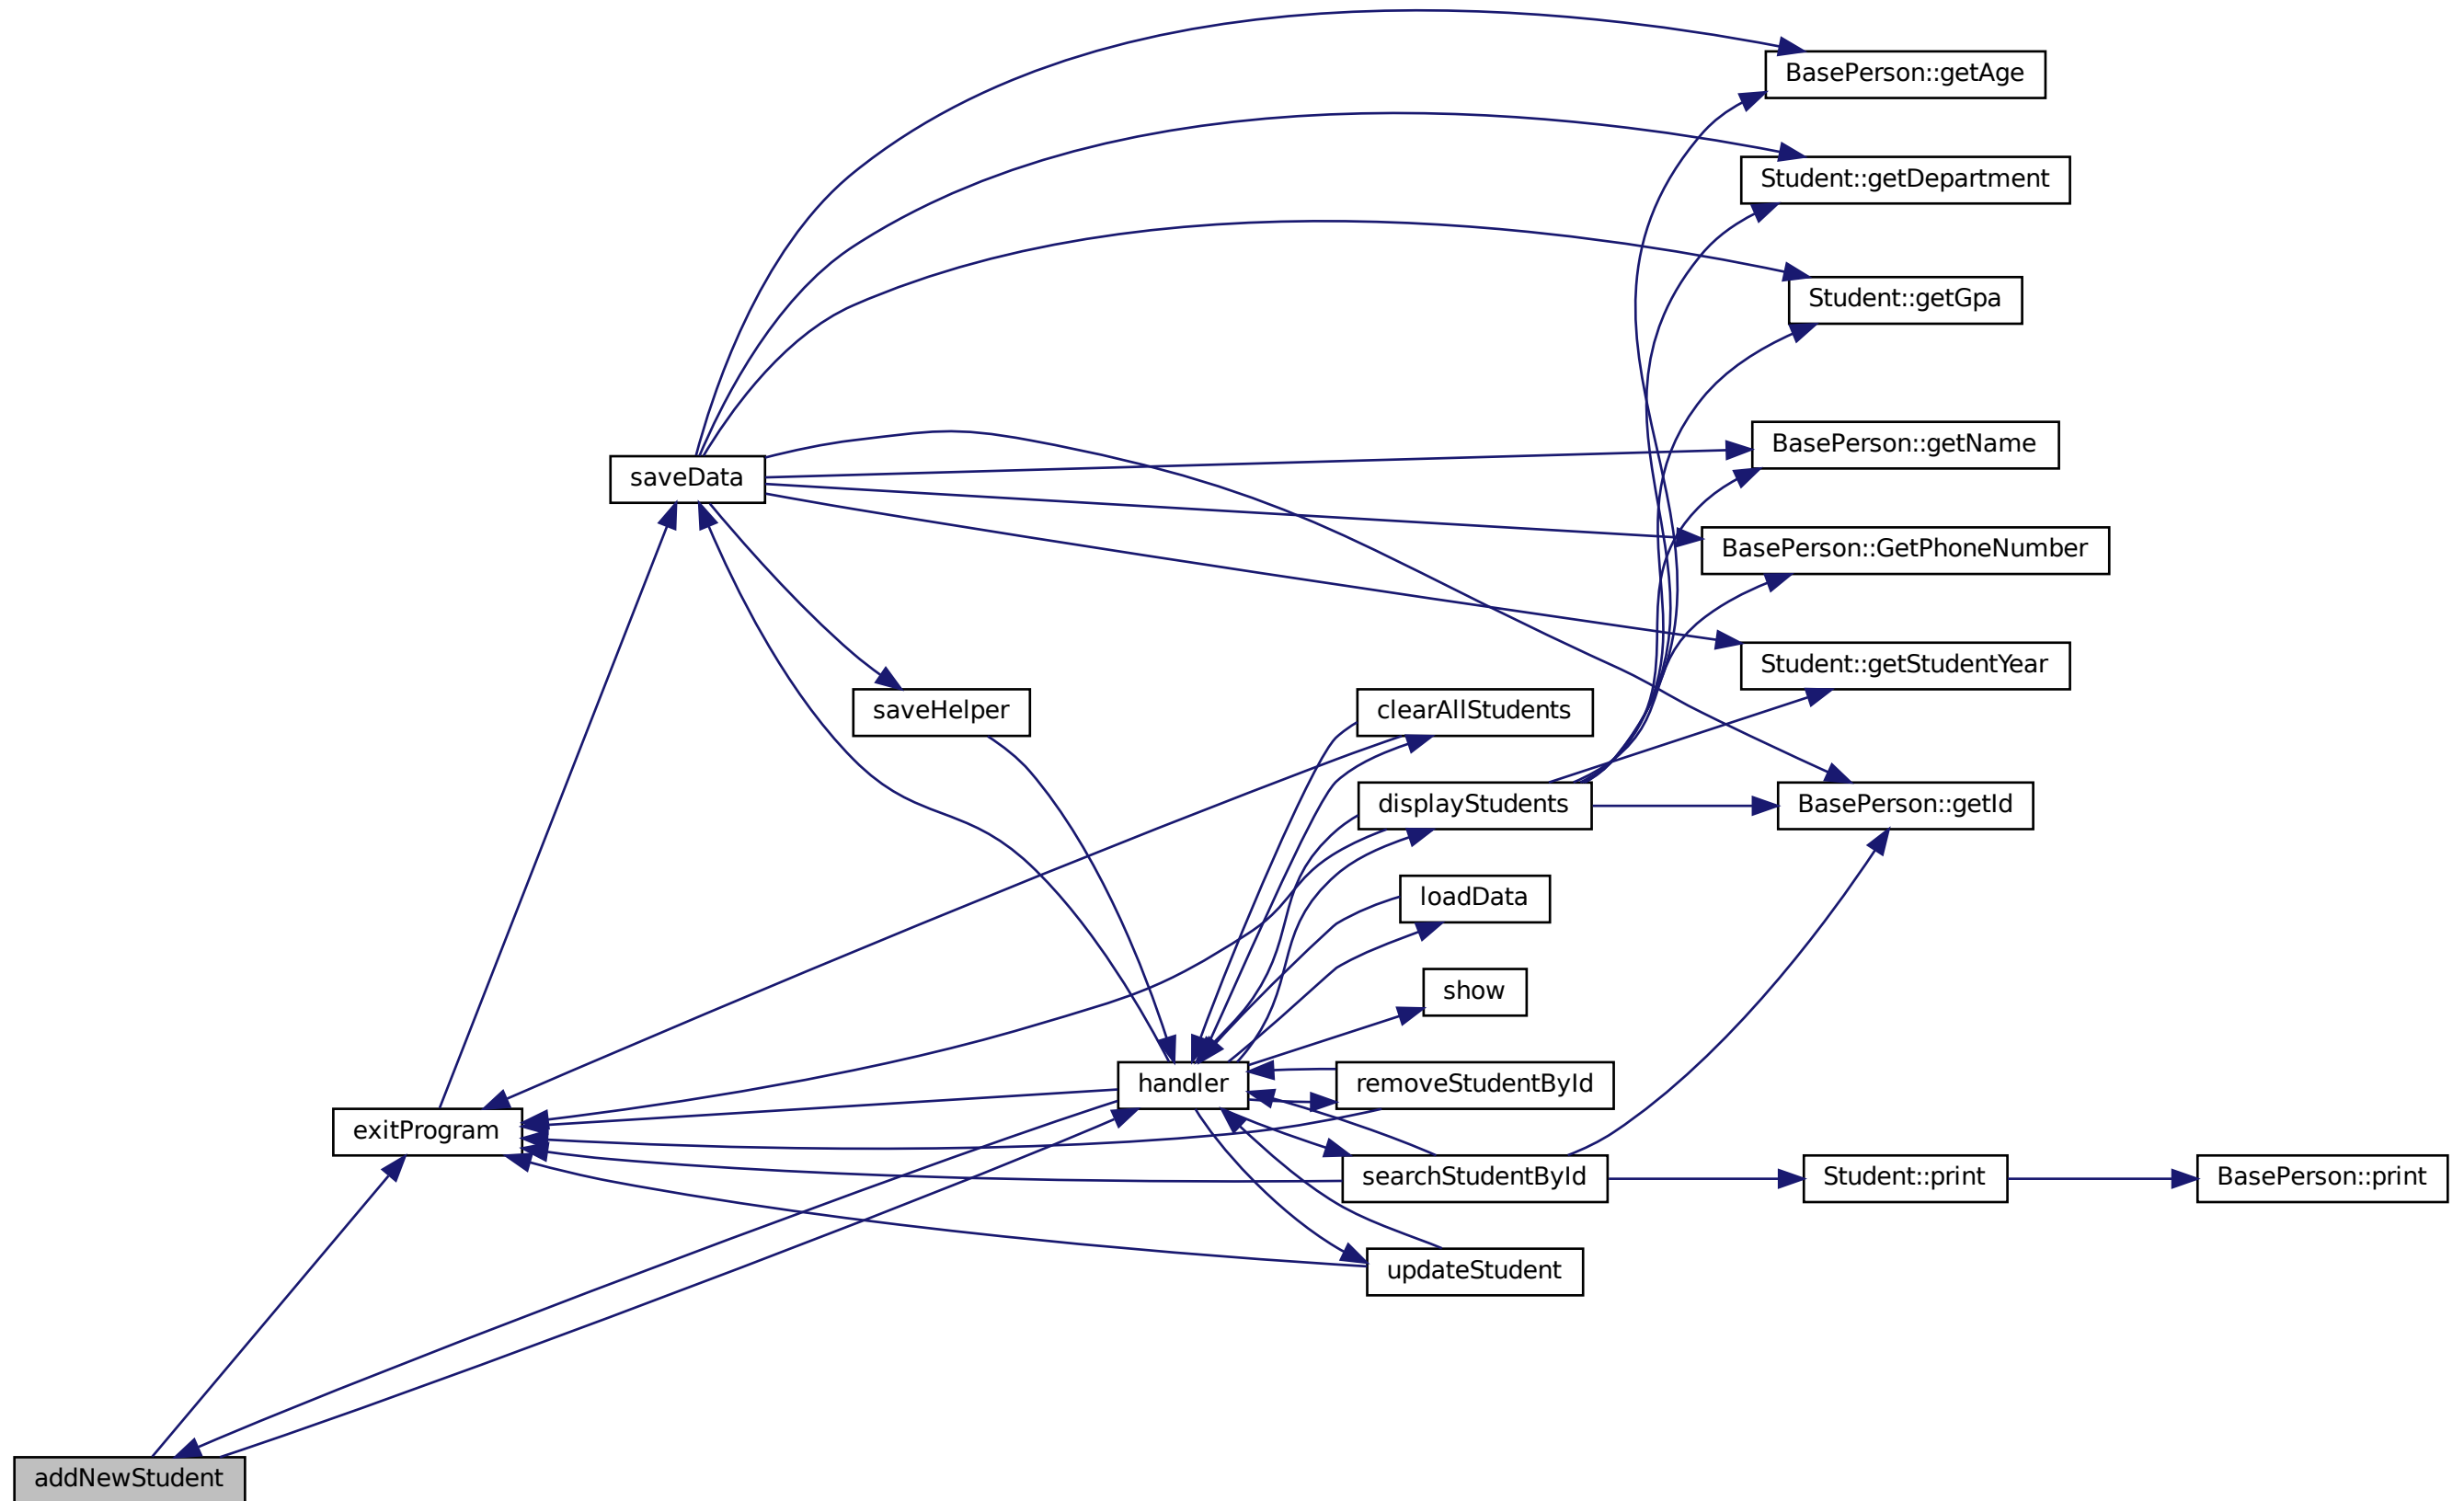 BasePerson::getAge
Student::getDepartment
Student::getGpa
BasePerson::getName
saveData
BasePerson::GetPhoneNumber
Student::getStudentYear
saveHelper
clearAllStudents
displayStudents
BasePerson::getId
loadData
show
handler
removeStudentById
exitProgram
searchStudentById
Student::print
BasePerson::print
updateStudent
addNewStudent